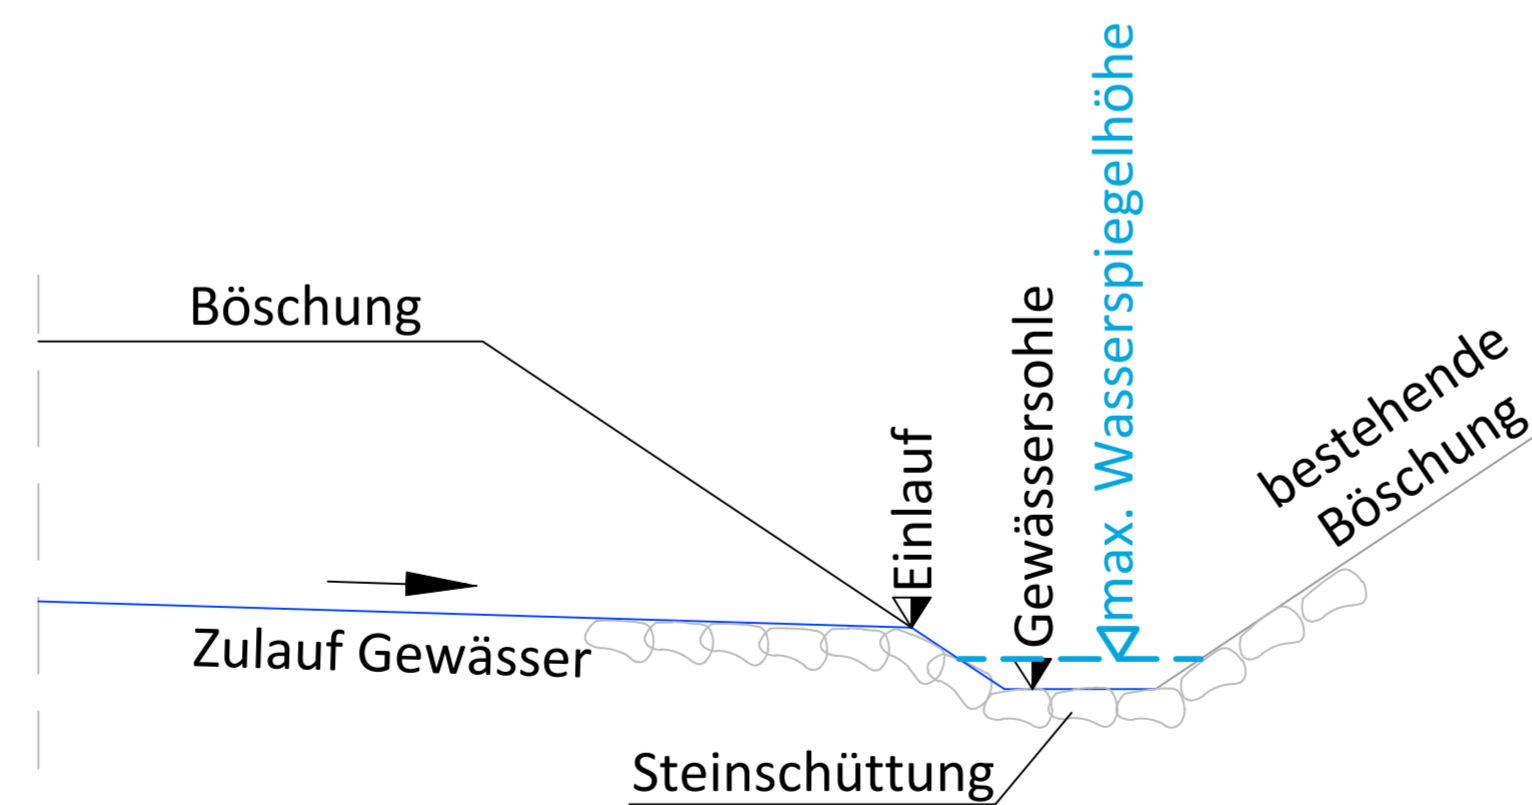 Böschung
Zulauf Gewässer
Einlauf
Gewässersohle
max. Wasserspiegelhöhe
bestehende
Böschung
Steinschüttung